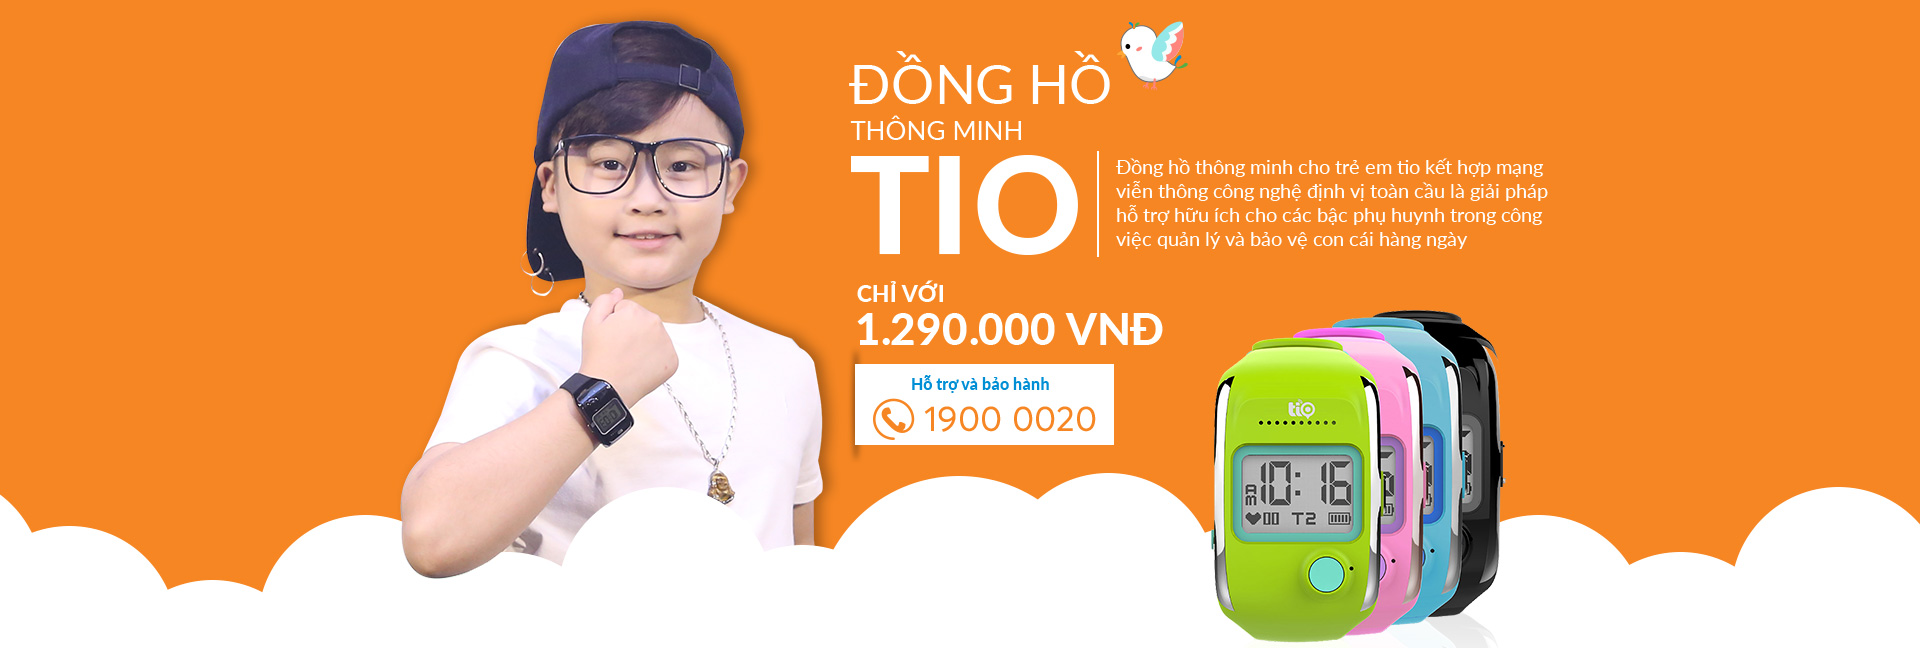 ĐỒNG HỒ
THÔNG MINH
TIO
Đồng hồ thông minh cho trẻ em tio kết hợp mạng
viễn thông công nghệ định vị toàn cầu là giải pháp
hỗ trợ hữu ích cho các bậc phụ huynh trong công
việc quản lý và bảo vệ con cái hàng ngày
CHỈ VỚI
1.290.000 VNĐ
Hỗ trợ và bảo hành
1900 0020
tio
AM 10:16
00 T2